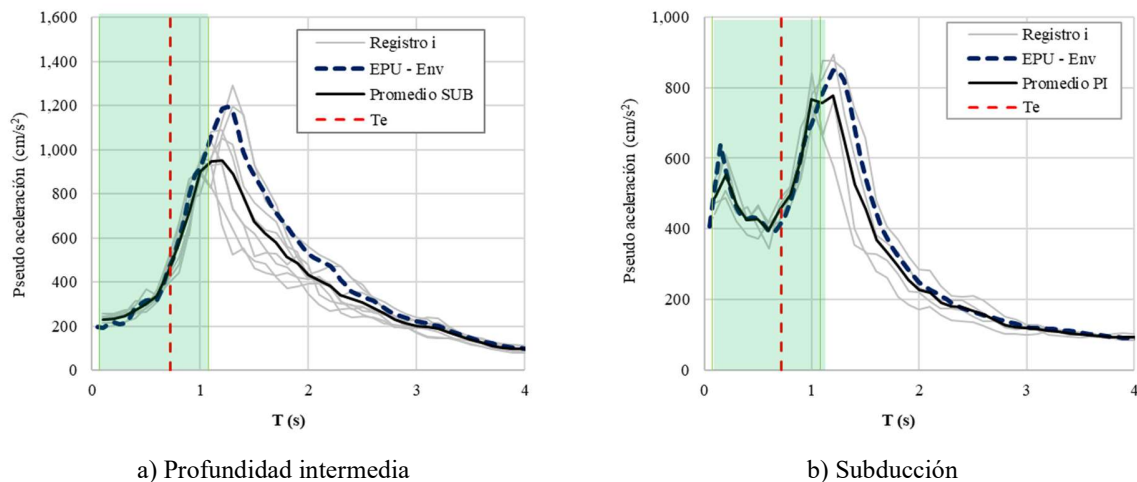 1,600
1,400
1,200
1,000
800
600
400
200
0
Pseudo aceleración (cm/s²)
0 1 2 3 4
T (s)
Registro i
EPU - Env
Promedio SUB
Te
a) Profundidad intermedia
1,000
800
600
400
200
0
Pseudo aceleración (cm/s²)
0 1 2 3 4
T (s)
Registro i
EPU - Env
Promedio PI
Te
b) Subducción